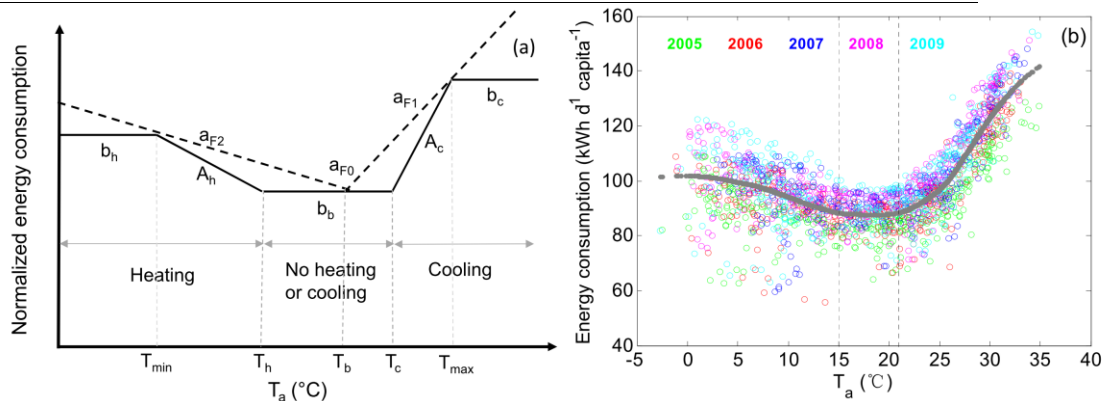 (a)
Normalized energy consumption
b_h
A_h
a_F2
a_F0
b_b
a_F1
A_c
b_c
Heating
No heating
or cooling
Cooling
T_min
T_h
T_b
T_c
T_max
T_a (°C)
(b)
2005 2006 2007 2008 2009
Energy consumption (kWh d^1 capita^-1)
160
140
120
100
80
60
40
-5 0 5 10 15 20 25 30 35 40
T_a (℃)